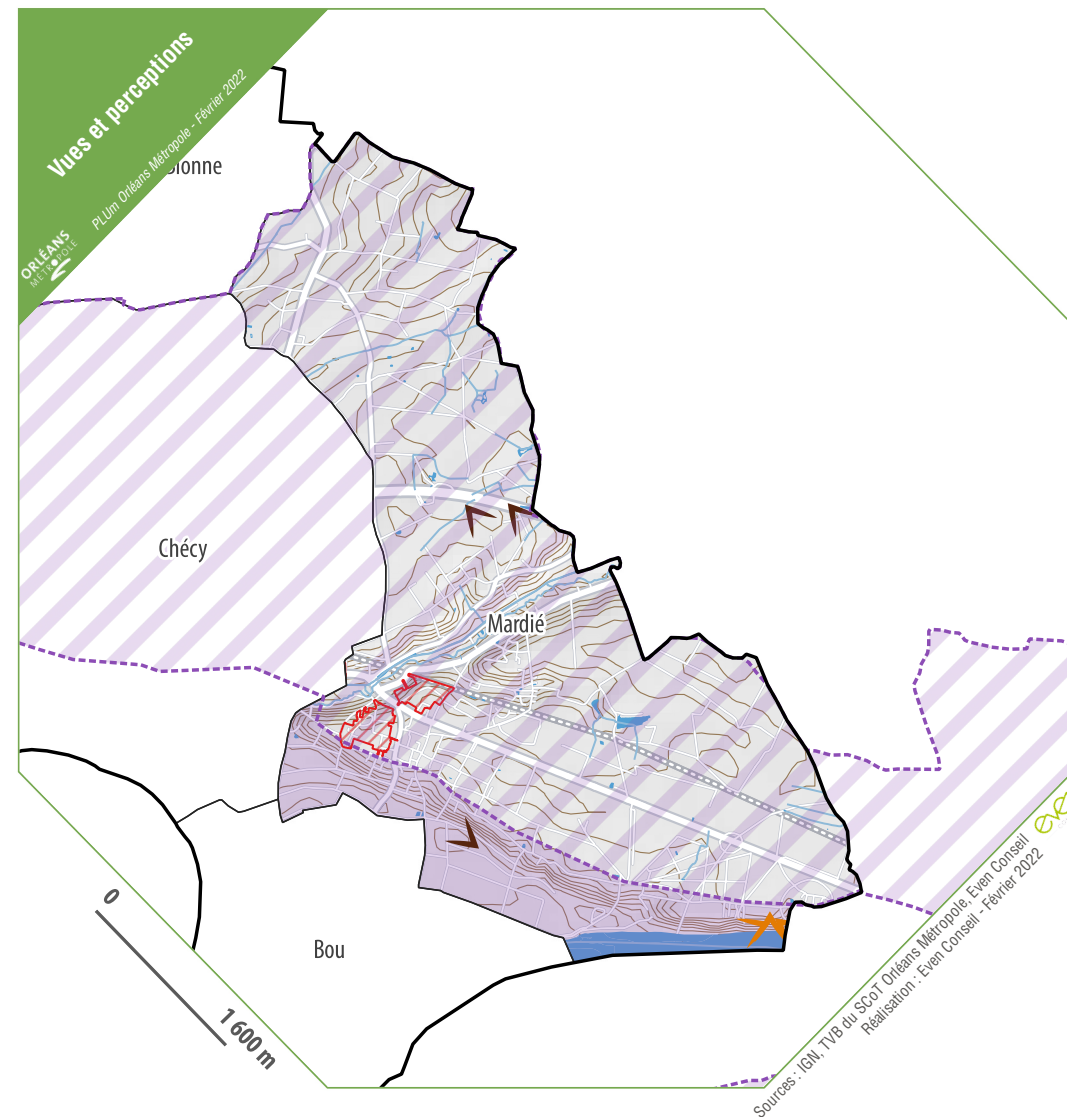 Vues et perceptions
PLUm Orléans Métropole - Février 2022
ORLÉANS
MÉTROPOLE
Chécy
Mardié
Bou
0
1 600 m
Sources : IGN, TVB du SCoT Orléans Métropole, Even Conseil
Réalisation : Even Conseil - Février 2022